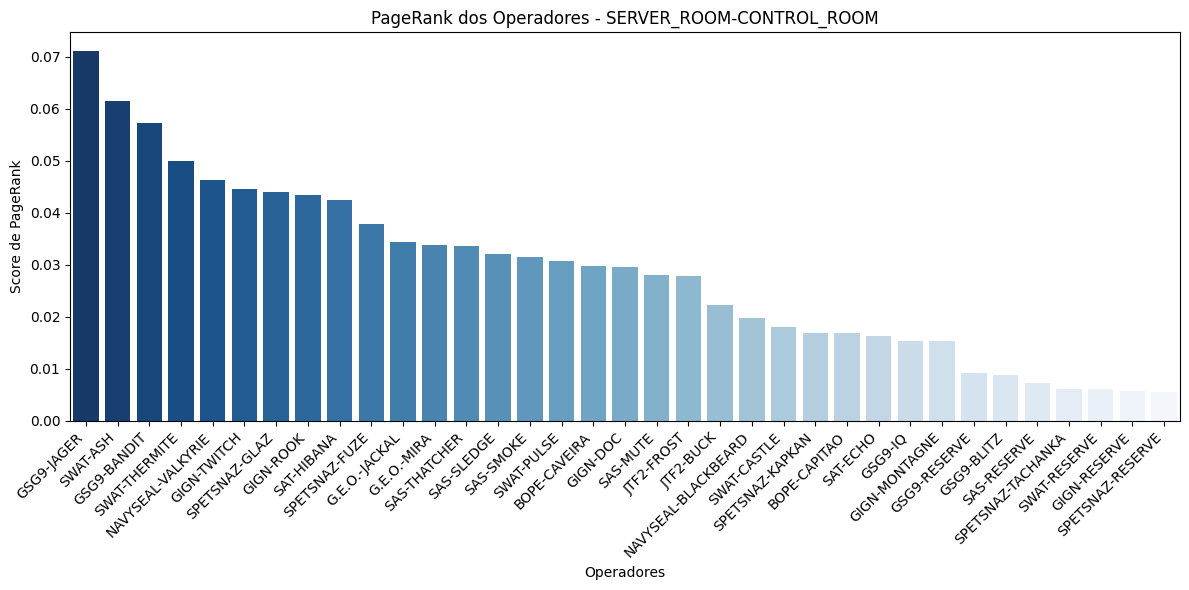 PageRank dos Operadores - SERVER_ROOM-CONTROL_ROOM
Score de PageRank
0.07
0.06
0.05
0.04
0.03
0.02
0.01
0.00
GSG9-JAGER
SWAT-ASH
GSG9-BANDIT
SWAT-THERMITE
NAVYSEAL-VALKYRIE
GIGN-TWITCH
SPETSNAZ-GLAZ
GIGN-ROOK
SAT-HIBANA
SPETSNAZ-FUZE
G.E.O.-JACKAL
G.E.O.-MIRA
SAS-THATCHER
SAS-SLEDGE
SAS-SMOKE
SWAT-PULSE
BOPE-CAVEIRA
GIGN-DOC
SAS-MUTE
JTF2-FROST
JTF2-BUCK
NAVYSEAL-BLACKBEARD
SWAT-CASTLE
SPETSNAZ-KAPKAN
BOPE-CAPITAO
SAT-ECHO
GSG9-IQ
GIGN-MONTAGNE
GSG9-RESERVE
GSG9-BLITZ
SAS-RESERVE
SPETSNAZ-TACHANKA
SWAT-RESERVE
GIGN-RESERVE
SPETSNAZ-RESERVE
Operadores